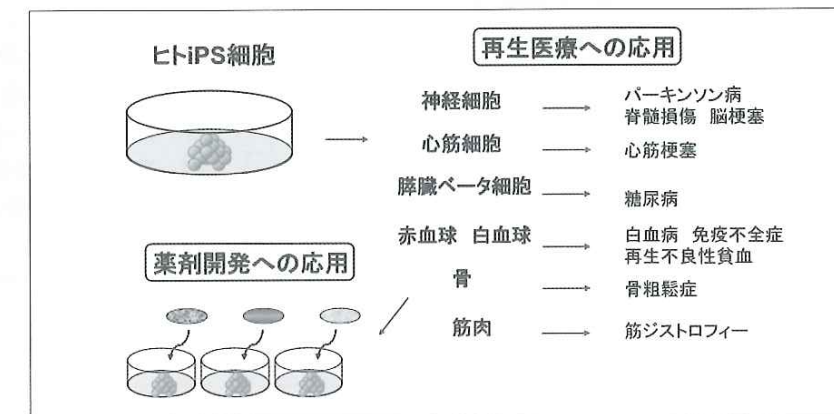 ヒトiPS細胞
再生医療への応用
神経細胞
パーキンソン病
脊髄損傷 脳梗塞
心筋細胞
心筋梗塞
膵臓ベータ細胞
糖尿病
赤血球 白血球
白血病 免疫不全症
再生不良性貧血
骨
骨粗鬆症
筋肉
筋ジストロフィー
薬剤開発への応用